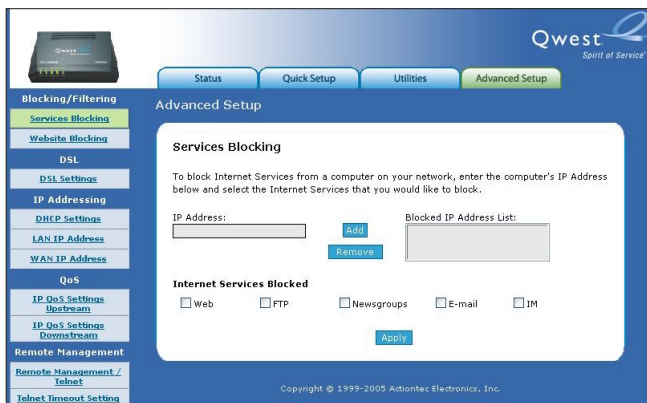 Qwest
Spirit of Service
Qwest
Status
Quick Setup
Utilities
Advanced Setup
Blocking/Filtering
Services Blocking
Website Blocking
DSL
DSL Settings
IP Addressing
DHCP Settings
LAN IP Address
WAN IP Address
QoS
IP QoS Settings
Upstream
IP QoS Settings
Downstream
Remote Management
Remote Management /
Telnet
Telnet Timeout Setting
Advanced Setup
Services Blocking
To block Internet Services from a computer on your network, enter the computer's IP Address
below and select the Internet Services that you would like to block.
IP Address:
Add
Remove
Blocked IP Address List:
Internet Services Blocked
Web
FTP
Newsgroups
E-mail
IM
Apply
Copyright © 1999-2005 Actiontec Electronics, Inc.